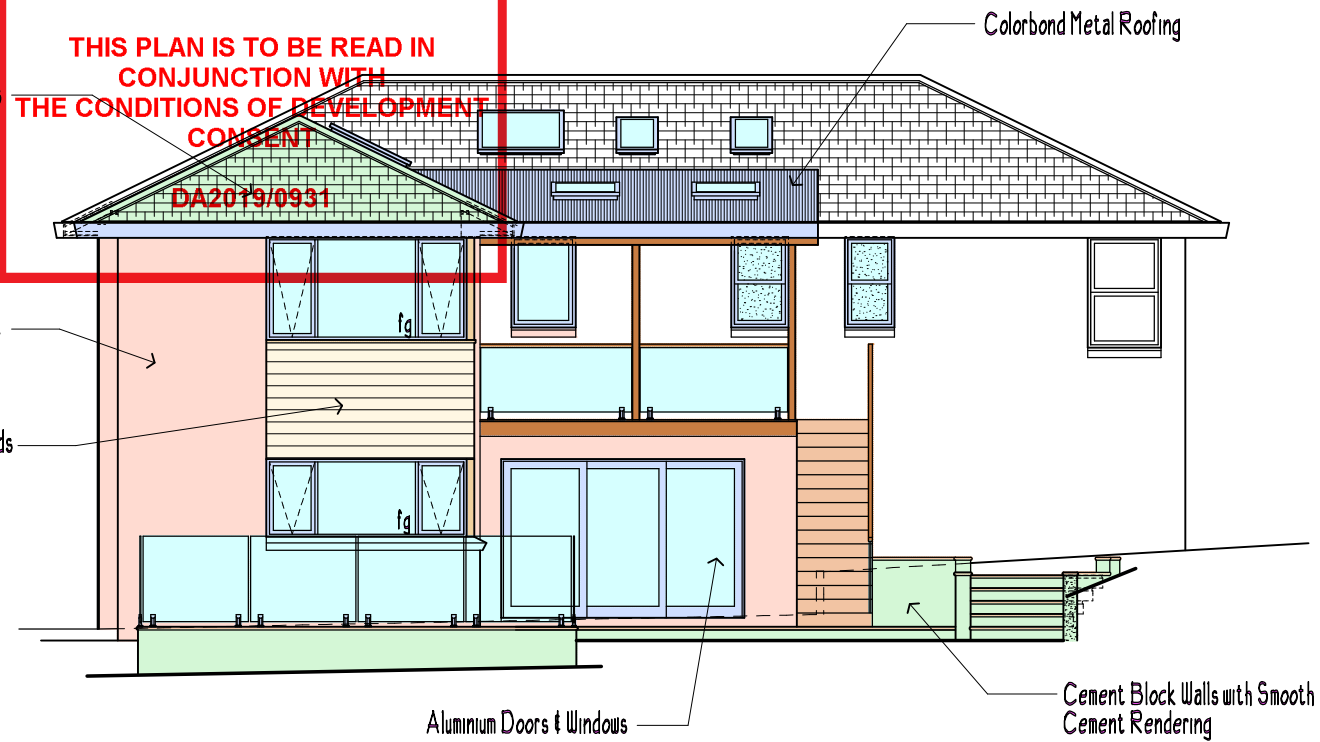 Colorbond Metal Roofing
THIS PLAN IS TO BE READ IN
CONJUNCTION WITH
THE CONDITIONS OF DEVELOPMENT
CONSENT
DA2019/0931
fg
ds
fg
Cement Block Walls with Smooth
Cement Rendering
Aluminium Doors & Windows